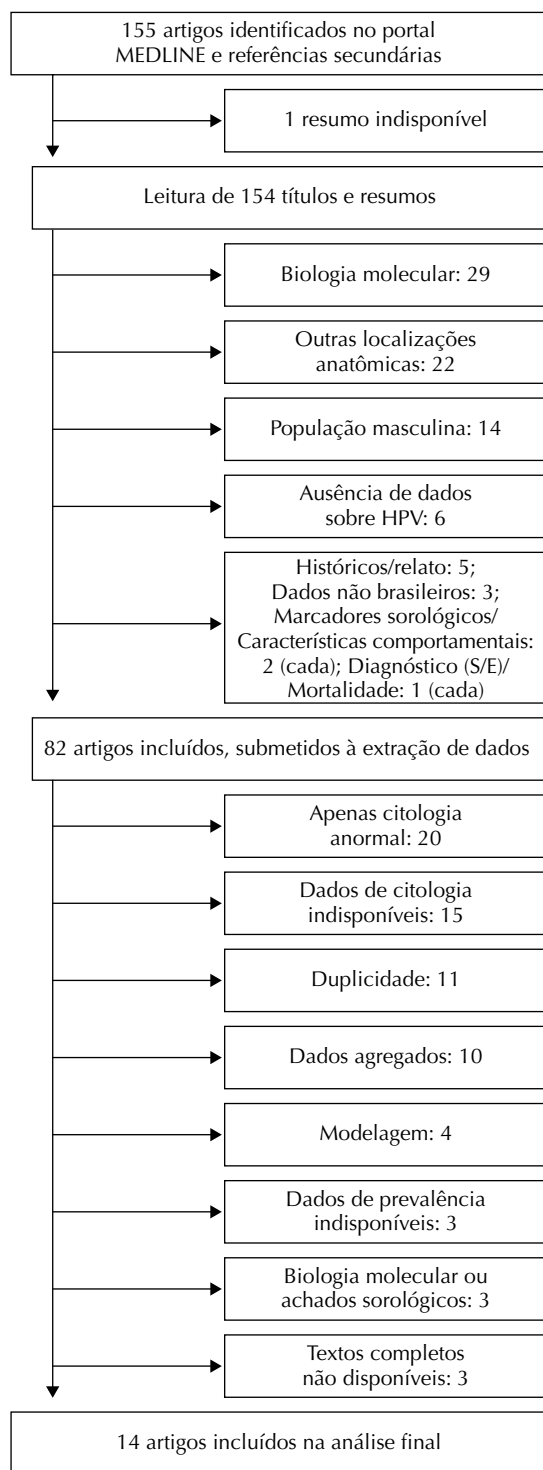 155 artigos identificados no portal
MEDLINE e referências secundárias
1 resumo indisponível
Leitura de 154 títulos e resumos
Biologia molecular: 29
Outras localizações
anatômicas: 22
População masculina: 14
Ausência de dados
sobre HPV: 6
Históricos/relato: 5;
Dados não brasileiros: 3;
Marcadores sorológicos/
Características comportamentais:
2 (cada); Diagnóstico (S/E)/
Mortalidade: 1 (cada)
82 artigos incluídos, submetidos à extração de dados
Apenas citologia
anormal: 20
Dados de citologia
indisponíveis: 15
Duplicidade: 11
Dados agregados: 10
Modelagem: 4
Dados de prevalência
indisponíveis: 3
Biologia molecular ou
achados sorológicos: 3
Textos completos
não disponíveis: 3
14 artigos incluídos na análise final